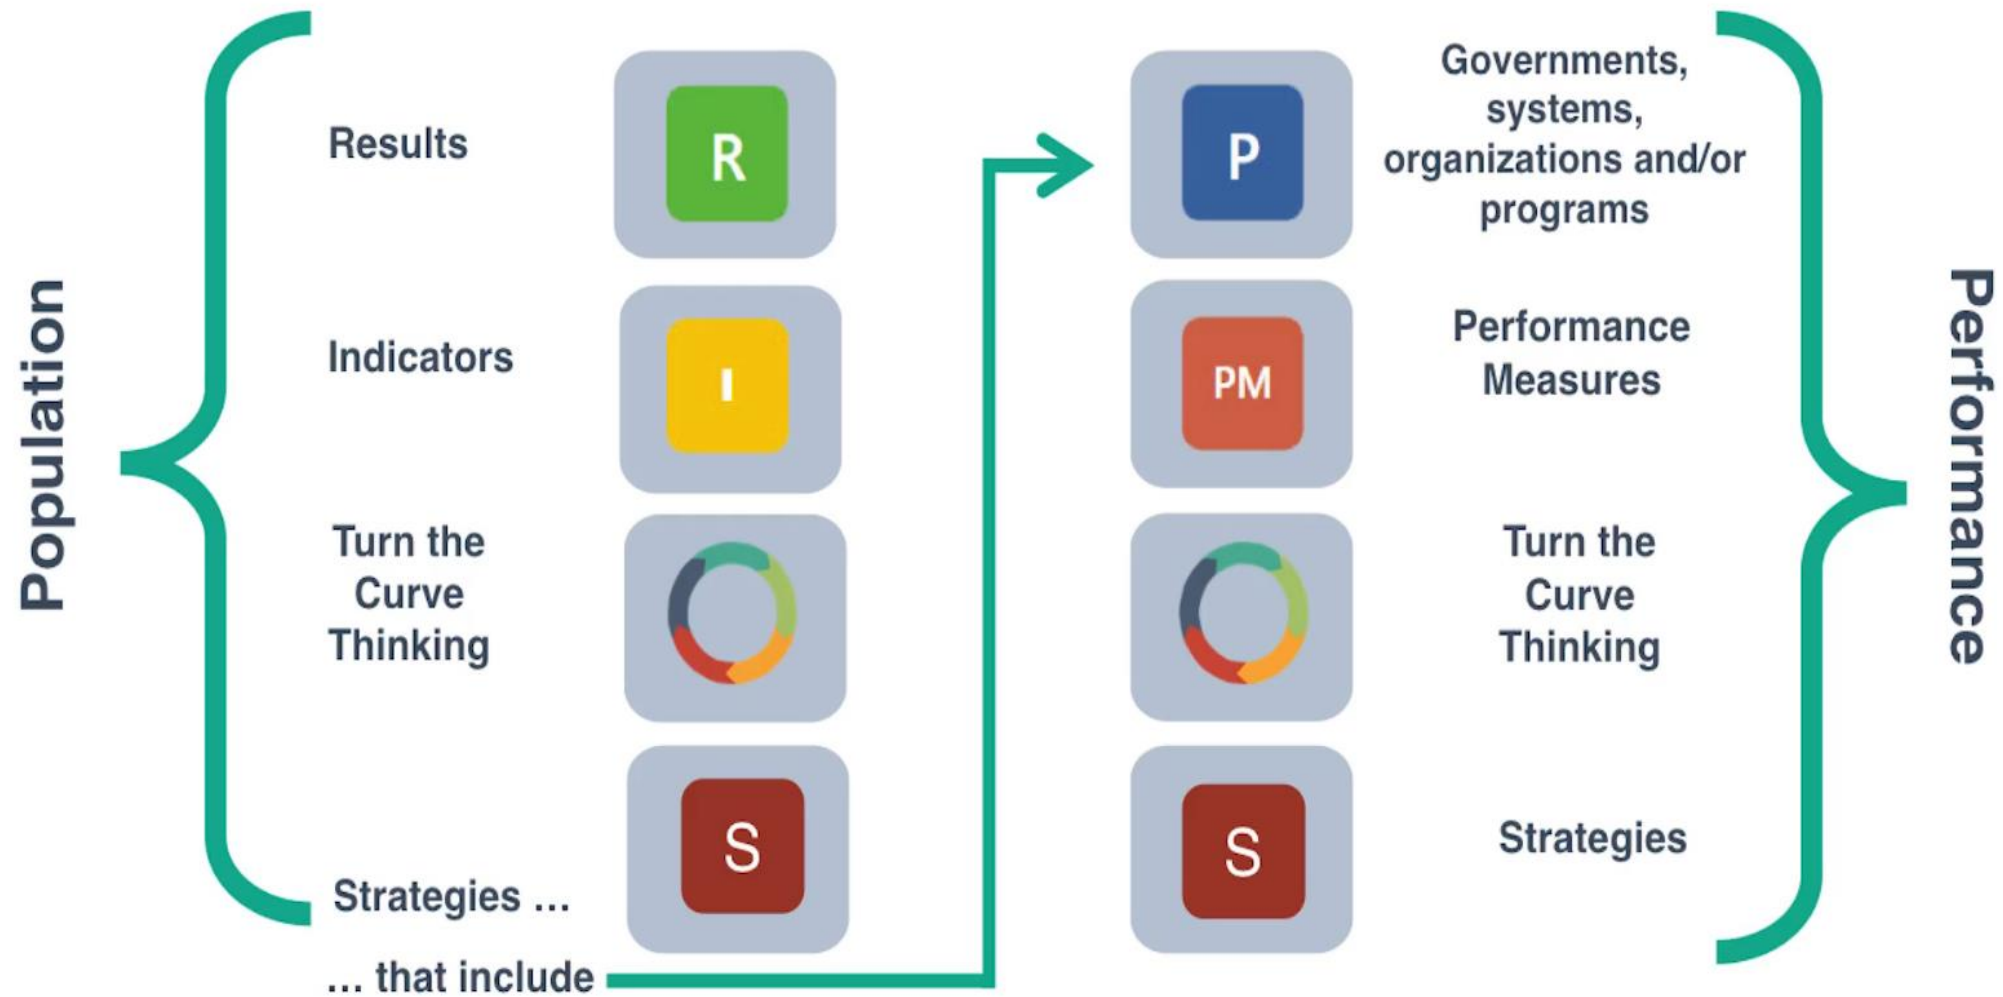 Population
Results
R
Indicators
I
Turn the
Curve
Thinking
Strategies ...
S
... that include
P
Governments,
systems,
organizations and/or
programs
PM
Performance
Measures
Turn the
Curve
Thinking
S
Strategies
Performance